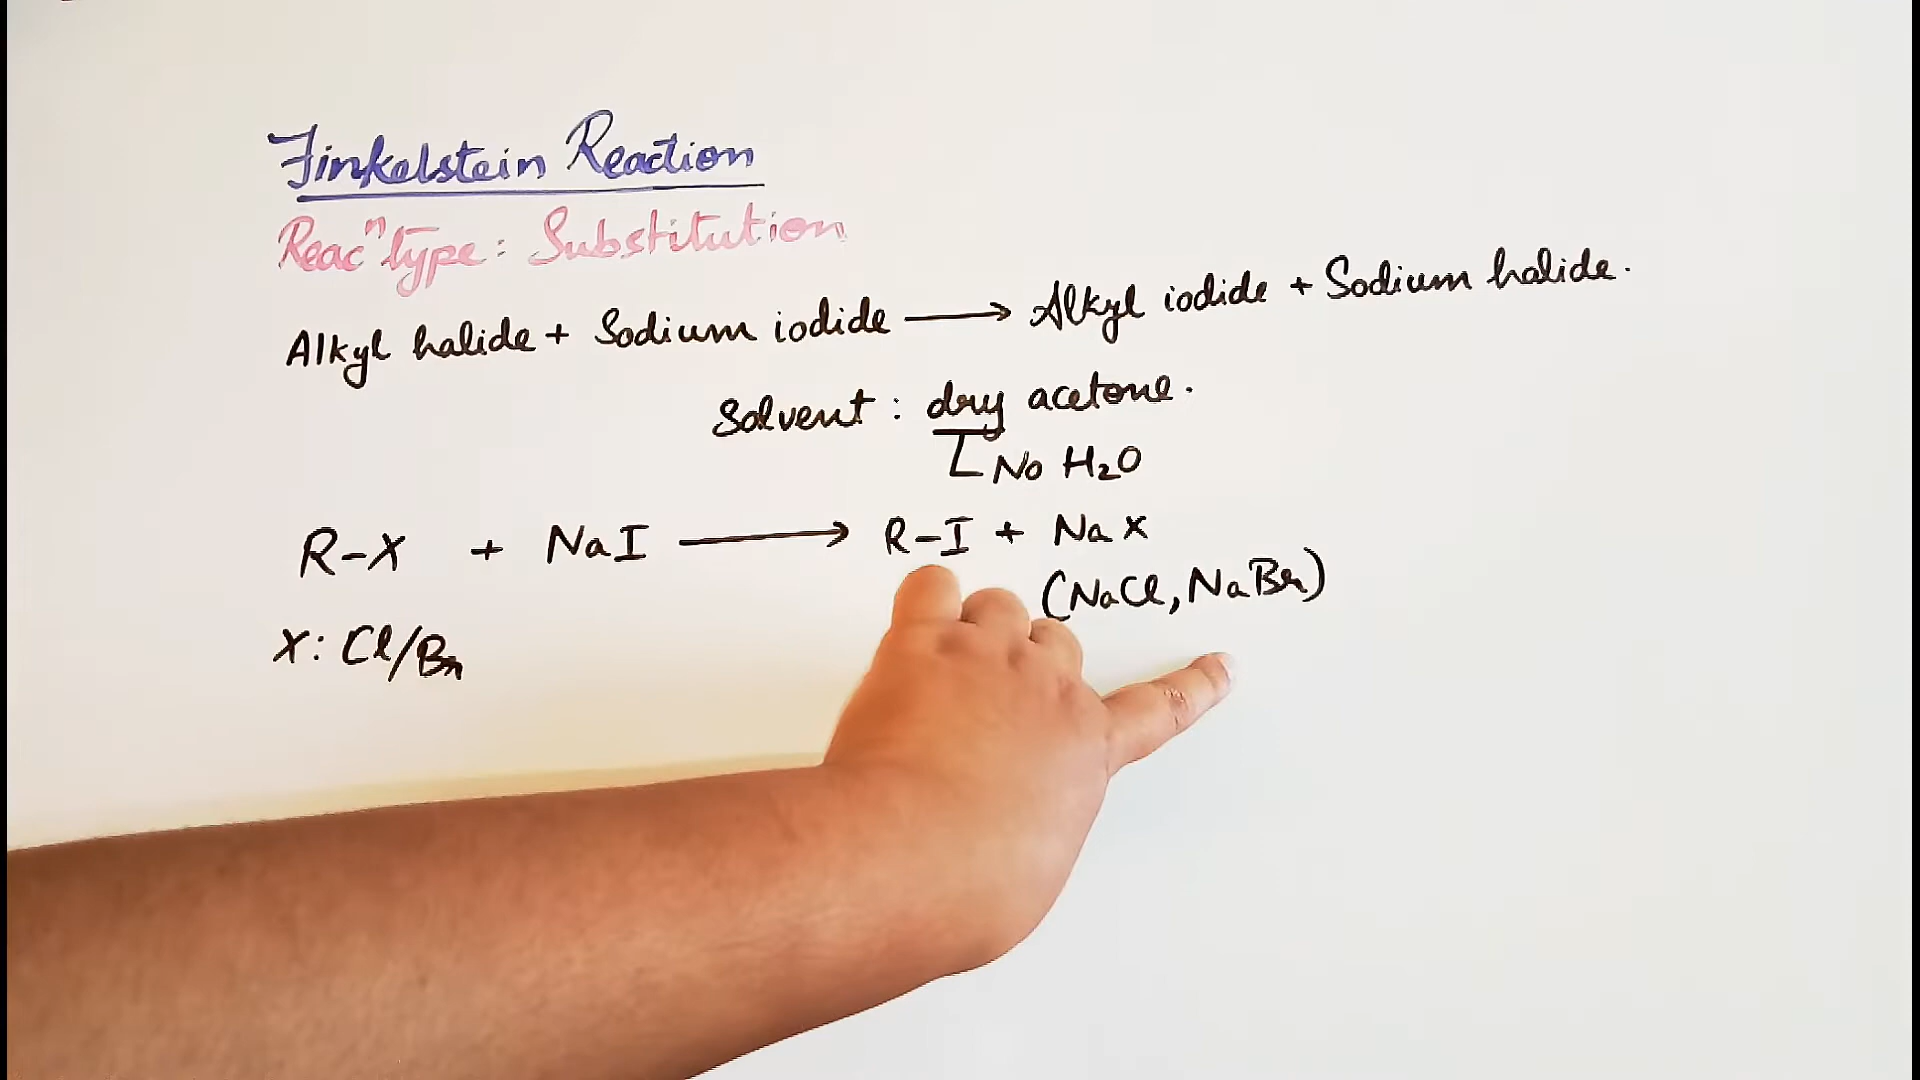 Finkelstein Reaction
Reacⁿ type: Substitution
Alkyl halide + Sodium iodide ⟶ Alkyl iodide + Sodium halide.
Solvent: dry acetone.
No H₂O
R-X + NaI ⟶ R-I + NaX
(NaCl, NaBr)
X: Cl/Br